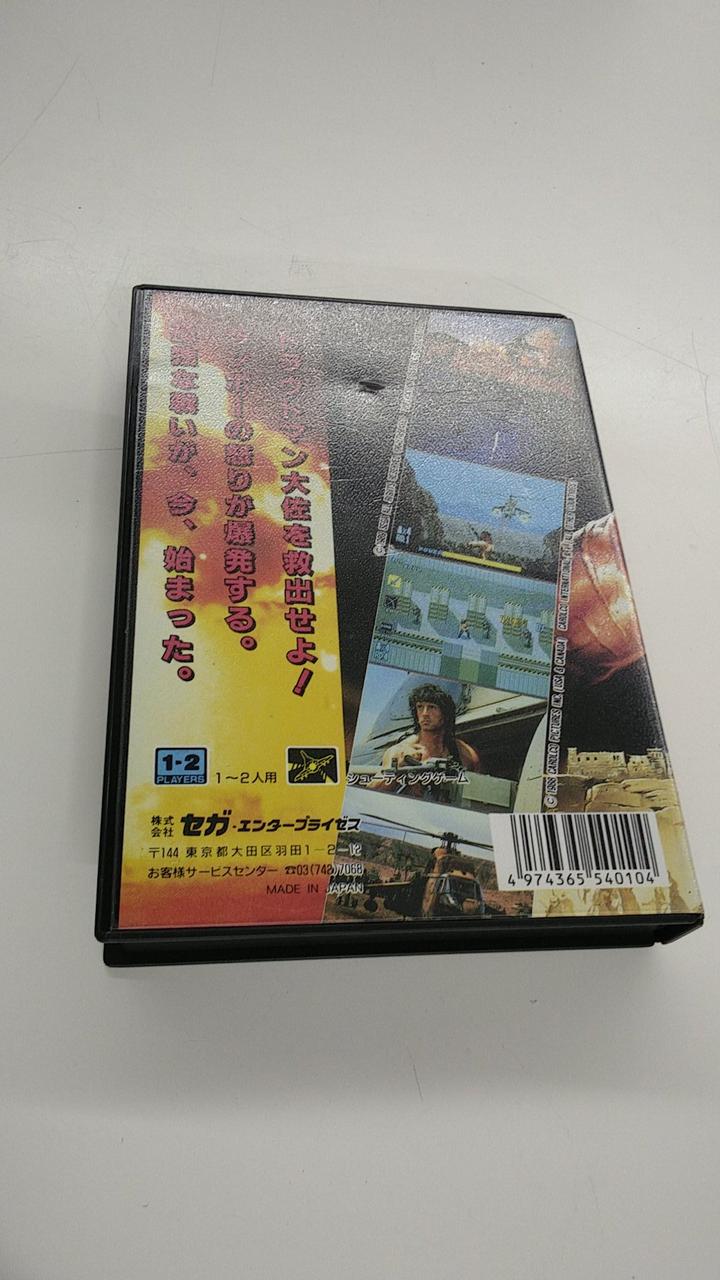 トラウトマン大佐を救出せよ！
ランボーの怒りが爆発する。
過酷な戦いが、今、始まった。
1-2
PLAYERS
1〜2人用
シューティングゲーム
株式会社 セガ・エンタープライゼス
〒144 東京都大田区羽田1−2−12
お客様サービスセンター ☎03(742)7068
MADE IN JAPAN
4 974365 540104
POWER